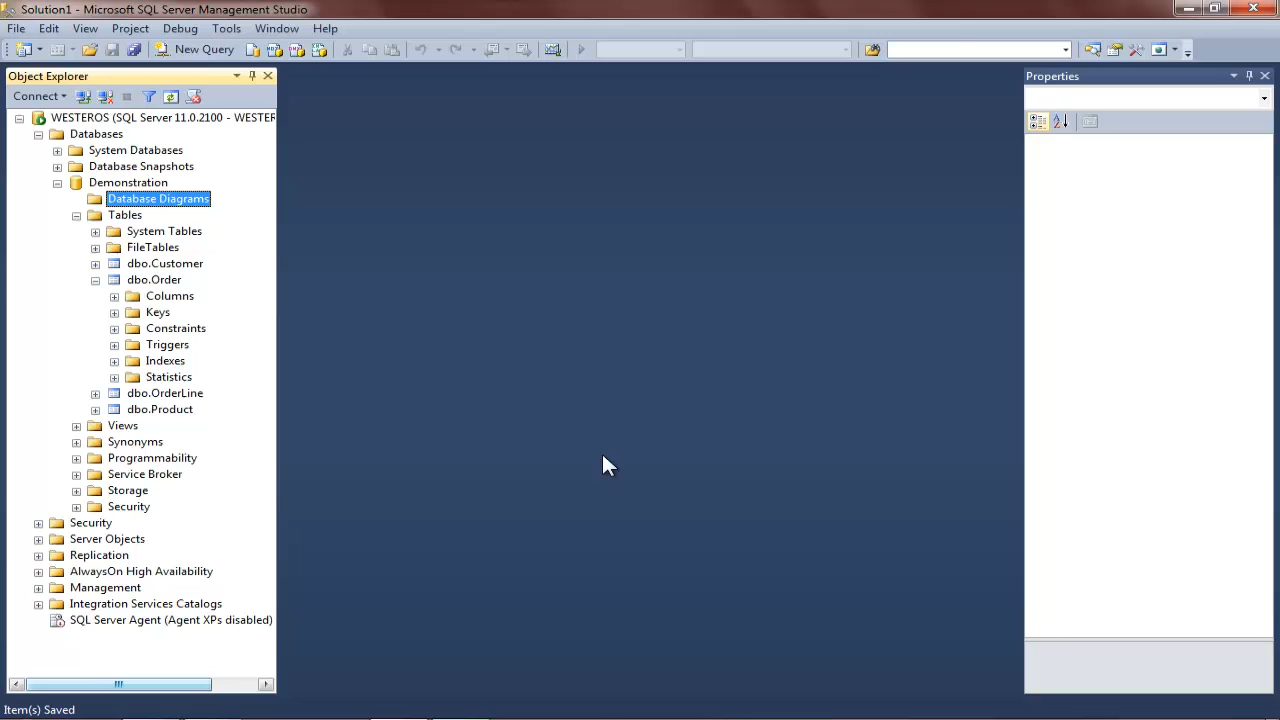 Solution1 - Microsoft SQL Server Management Studio
File Edit View Project Debug Tools Window Help
New Query
Object Explorer
Properties
Connect
WESTEROS (SQL Server 11.0.2100 - WESTER
Databases
System Databases
Database Snapshots
Demonstration
Database Diagrams
Tables
System Tables
FileTables
dbo.Customer
dbo.Order
Columns
Keys
Constraints
Triggers
Indexes
Statistics
dbo.OrderLine
dbo.Product
Views
Synonyms
Programmability
Service Broker
Storage
Security
Security
Server Objects
Replication
AlwaysOn High Availability
Management
Integration Services Catalogs
SQL Server Agent (Agent XPs disabled)
Item(s) Saved